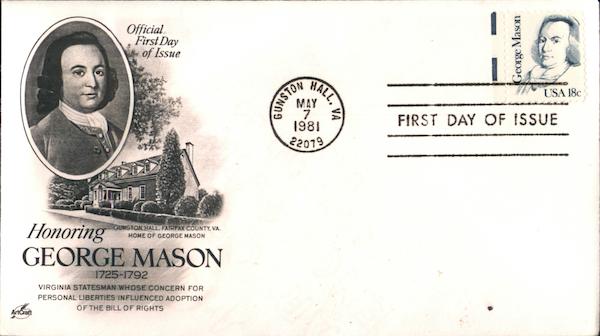 Official
First Day
of Issue
Honoring
GUNSTON HALL, FAIRFAX COUNTY, VA.
HOME OF GEORGE MASON
GEORGE MASON
1725-1792
VIRGINIA STATESMAN WHOSE CONCERN FOR
PERSONAL LIBERTIES INFLUENCED ADOPTION
OF THE BILL OF RIGHTS
ArtCraft
GUNSTON HALL, VA
MAY
7
1981
22079
George Mason
USA 18c
FIRST DAY OF ISSUE